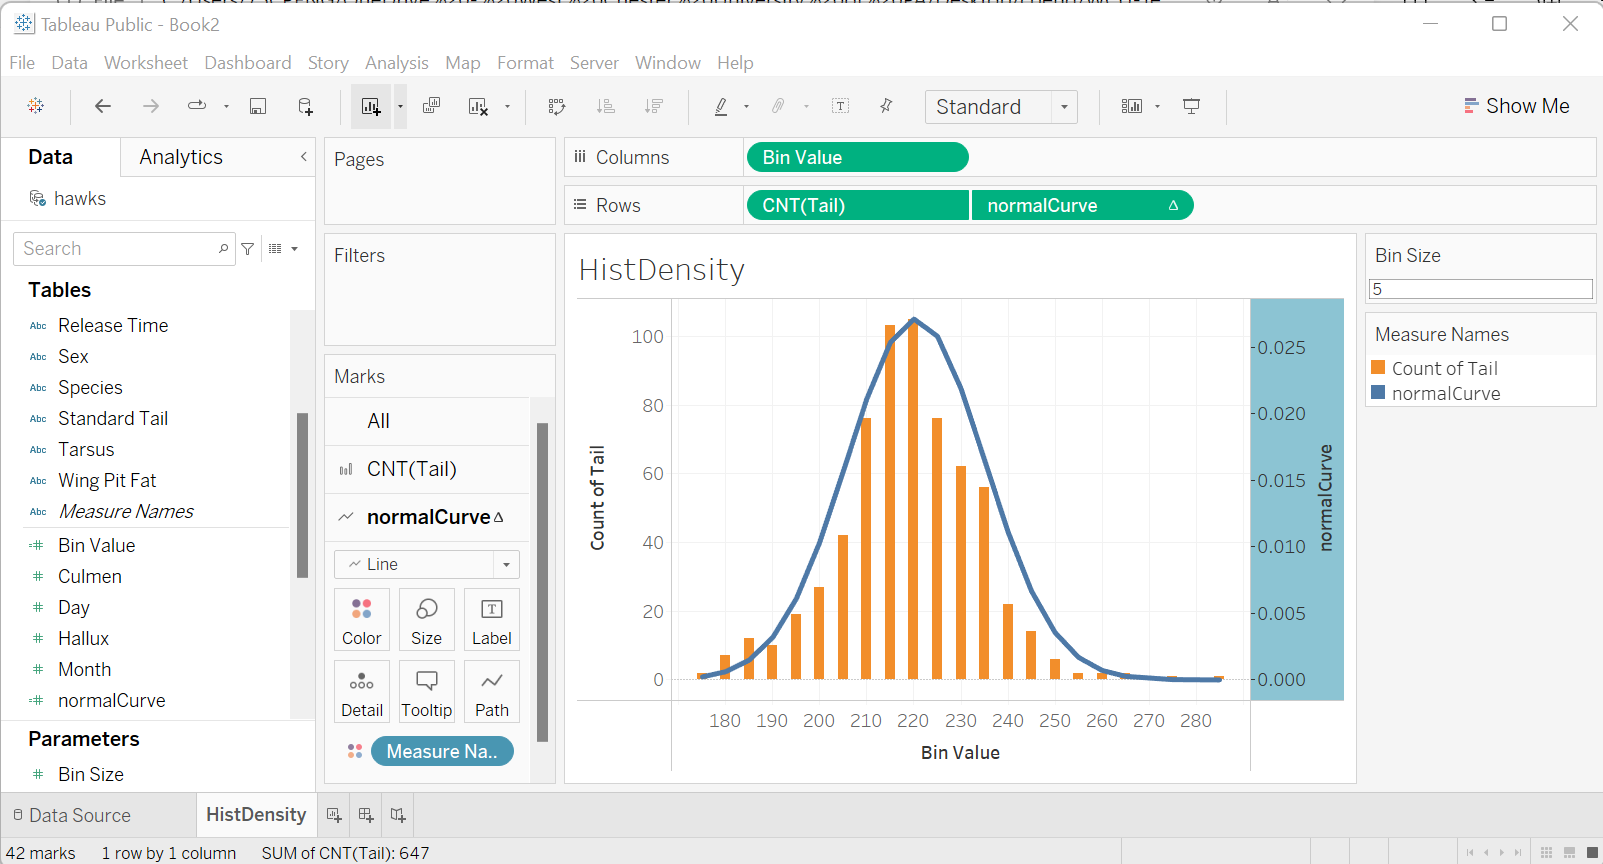 Tableau Public - Book2
File Data Worksheet Dashboard Story Analysis Map Format Server Window Help
Standard
Show Me
Data Analytics
hawks
Search
Tables
Abc Release Time
Abc Sex
Abc Species
Abc Standard Tail
Abc Tarsus
Abc Wing Pit Fat
Abc Measure Names
=# Bin Value
# Culmen
# Day
# Hallux
# Month
=# normalCurve
Parameters
# Bin Size
Pages
Filters
Marks
All
CNT(Tail)
normalCurve Δ
Line
Color Size Label
Detail Tooltip Path
Measure Na..
Columns Bin Value
Rows CNT(Tail) normalCurve Δ
HistDensity
Count of Tail
100
80
60
40
20
0
180 190 200 210 220 230 240 250 260 270 280
Bin Value
0.025
0.020
0.015
0.010
0.005
0.000
normalCurve
Bin Size
5
Measure Names
Count of Tail
normalCurve
Data Source HistDensity
42 marks 1 row by 1 column SUM of CNT(Tail): 647